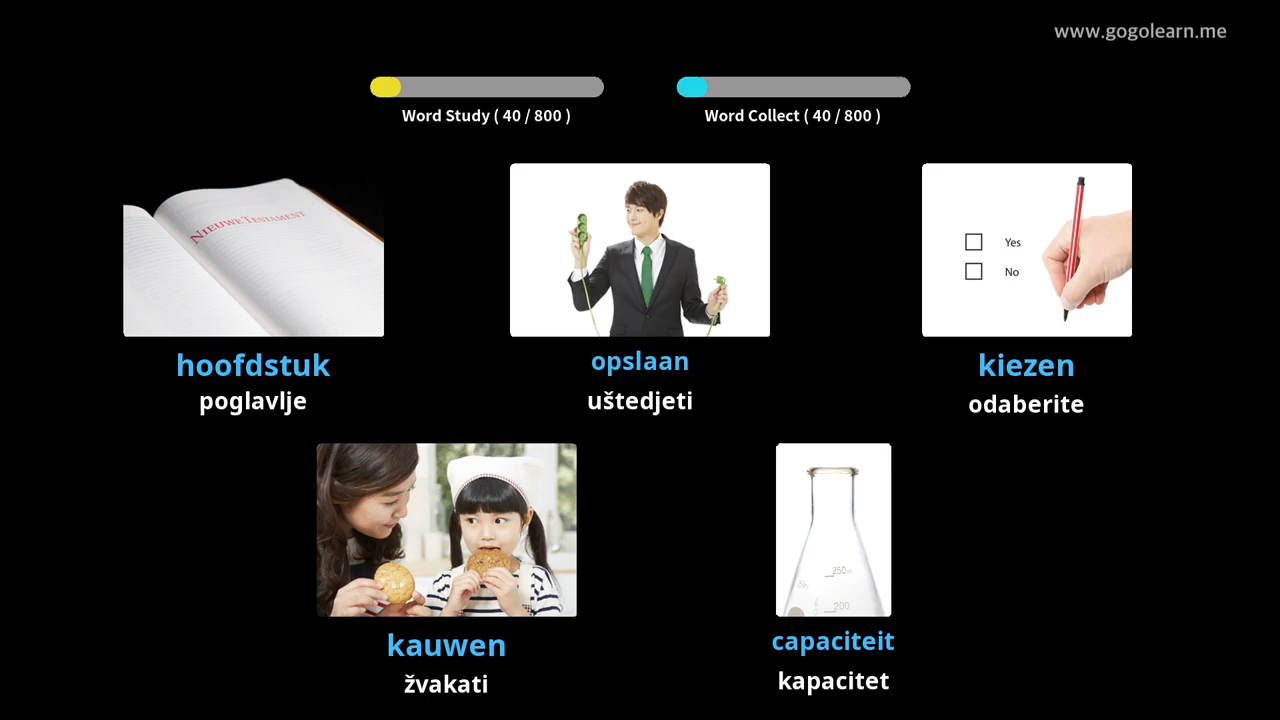 www.gogolearn.me
Word Study ( 40 / 800 )
Word Collect ( 40 / 800 )
NIEUWE TESTAMENT
Yes
No
hoofdstuk
opslaan
kiezen
poglavlje
uštedjeti
odaberite
250
200
kauwen
capaciteit
žvakati
kapacitet